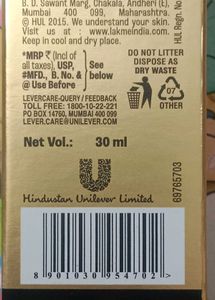 B. D. Sawant Marg, Chakala, Andheri (E),
Mumbai 400 099, Maharashtra.
© HUL 2015. We understand your skin.
Visit us at : www.lakmeindia.com
Keep in cool and dry place.
HUL Regn. No.
*MRP ₹ (Incl of
all taxes), USP,
#MFD., B. No. &
@ Use Before
See
below
DO NOT LITTER
DISPOSE AS
DRY WASTE
07
OTHER
LEVERCARE-QUERY / FEEDBACK
TOLL FREE: 1800-10-22-221
PO BOX 14760, MUMBAI 400 099
LEVER.CARE@UNILEVER.COM
Net Vol.: 30 ml
Hindustan Unilever Limited
69765703
8 901030 954702 >